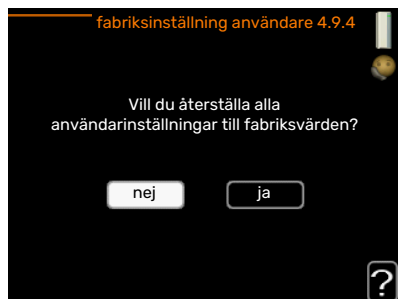 fabriksinställning användare 4.9.4
Vill du återställa alla
användarinställningar till fabriksvärden?
nej
ja
?